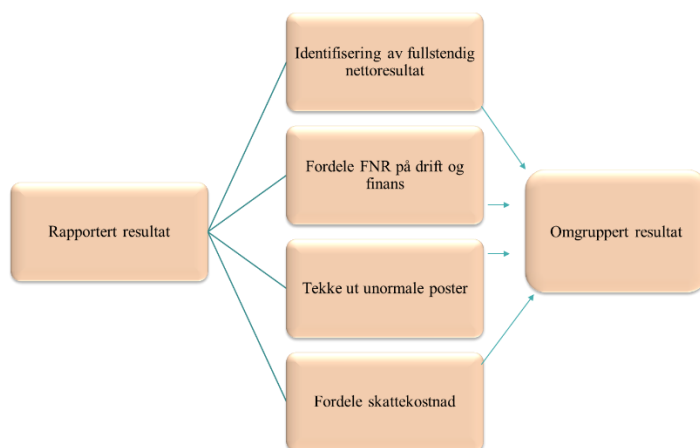 Rapportert resultat
Identifisering av fullstendig
nettoresultat
Fordele FNR på drift og
finans
Tekke ut unormale poster
Fordele skattekostnad
Omgruppert resultat